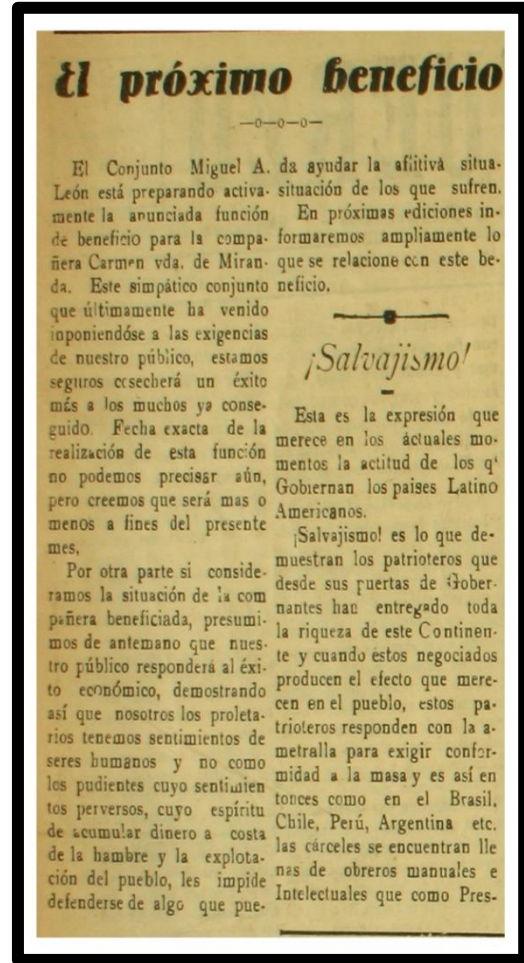 El próximo beneficio
—o—o—o—
El Conjunto Miguel A.
León está preparando activa-
mente la anunciada función
de beneficio para la compa-
ñera Carmen vda. de Miran-
da. Este simpático conjunto
que últimamente ha venido
inponiendóse a las exigencias
de nuestro público, estamos
seguros cosecherá un éxito
más a los muchos ya conse-
guido. Fecha exacta de la
realización de esta función
no podemos precisar aún,
pero creemos que será mas o
menos a fines del presente
mes,
Por otra parte si conside-
ramos la situación de la com
pañera beneficiada, presumi-
mos de antemano que nues-
tro público responderá al éxi-
to económico, demostrando
así que nosotros los proleta-
rios tenemos sentimientos de
seres humanos y no como
los pudientes cuyo sentimien
tos perversos, cuyo espíritu
de acumular dinero a costa
de la hambre y la explota-
ción del pueblo, les impide
defenderse de algo que pue-
da ayudar la afiitivà situa-
situación de los que sufren.
En próximas ediciones in-
formaremos ampliamente lo
que se relacione con este be-
neficio.
¡Salvajismo!
Esta es la expresión que
merece en los áctuales mo-
mentos la actitud de los q'
Gobiernan los paises Latino
Americanos.
¡Salvajismo! es lo que de-
muestran los patrioteros que
desde sus puertas de Gober-
nantes han entregado toda
la riqueza de este Continen-
te y cuando estos negociados
producen el efecto que mere-
cen en el pueblo, estos pa-
trioteros responden con la a-
metralla para exigir confor-
midad a la masa y es así en
tonces como en el Brasil,
Chile, Perú, Argentina etc.
las cárceles se encuentran lle
nas de obreros manuales e
Intelectuales que como Pres-